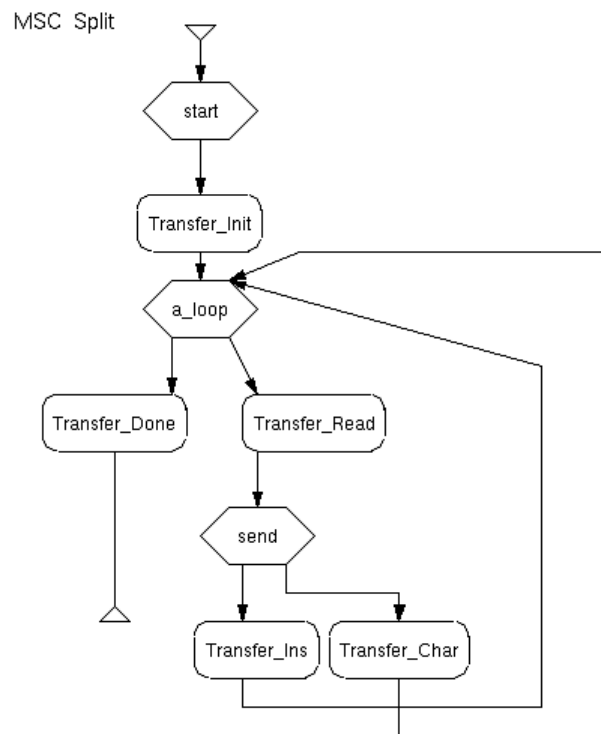 MSC Split
start
Transfer_Init
a_loop
Transfer_Done
Transfer_Read
send
Transfer_Ins
Transfer_Char